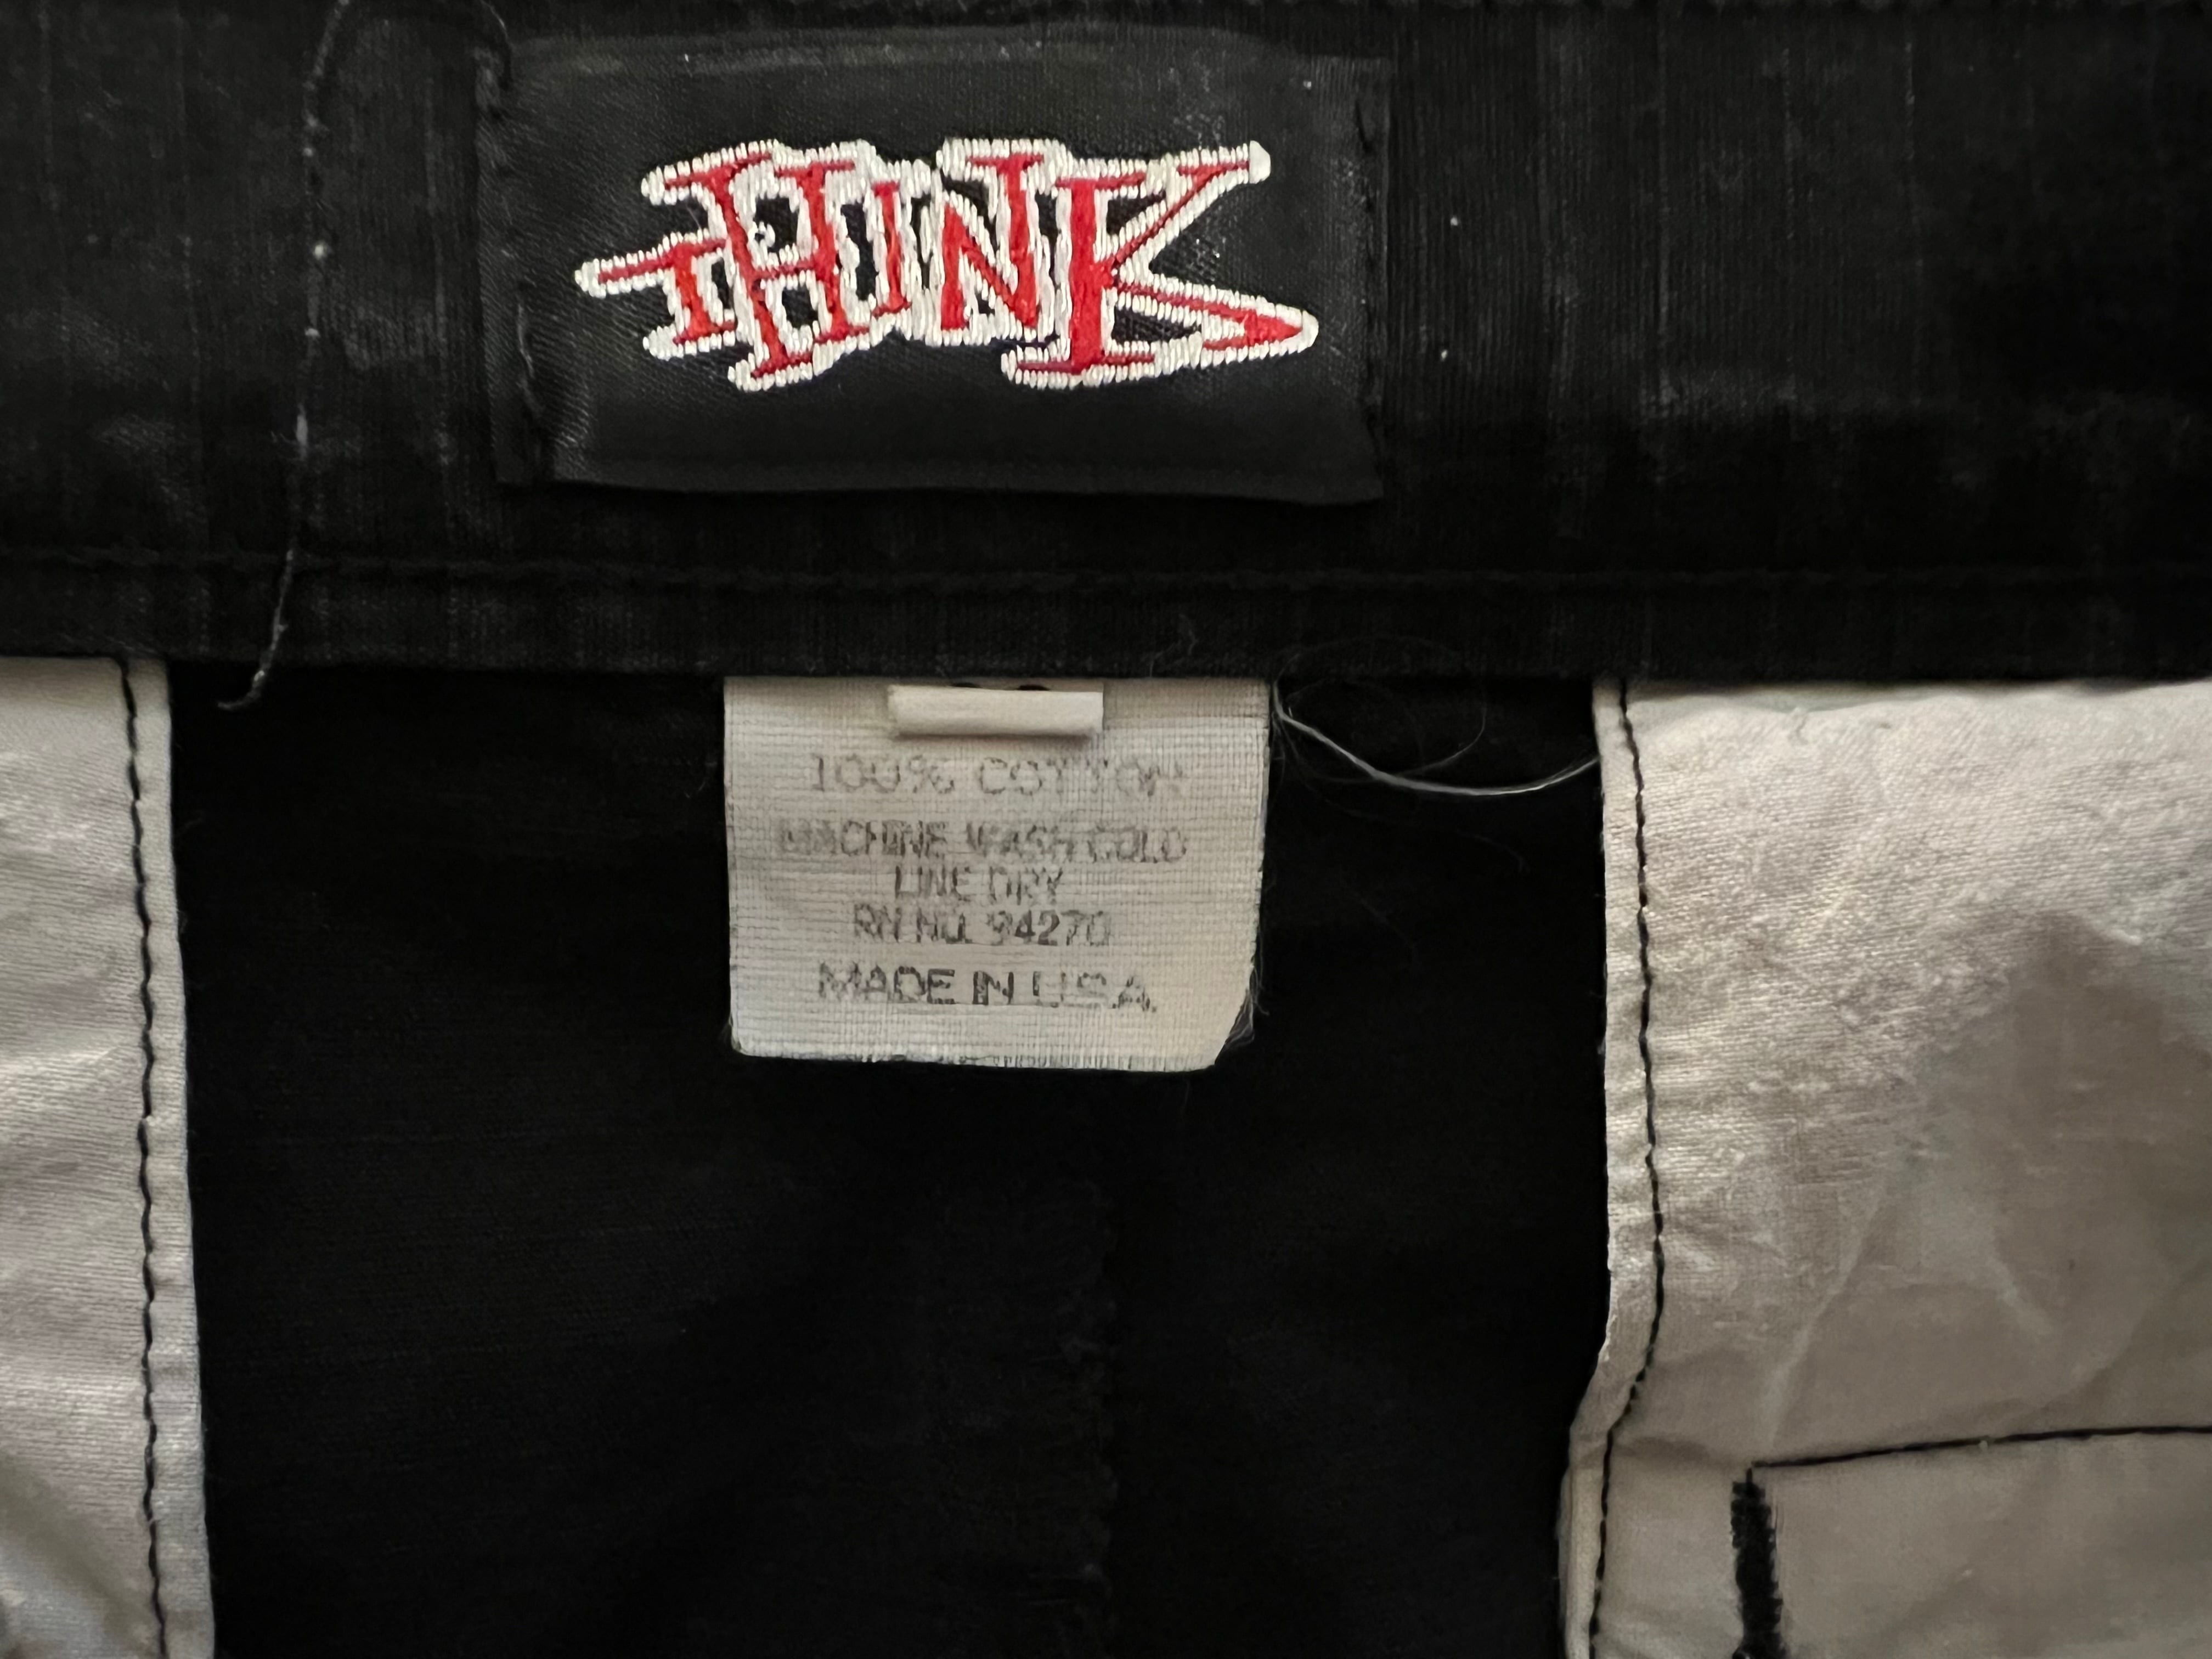 THINK
100% COTTON
MACHINE WASH COLD
LINE DRY
RN NO. 94270
MADE IN U.S.A.